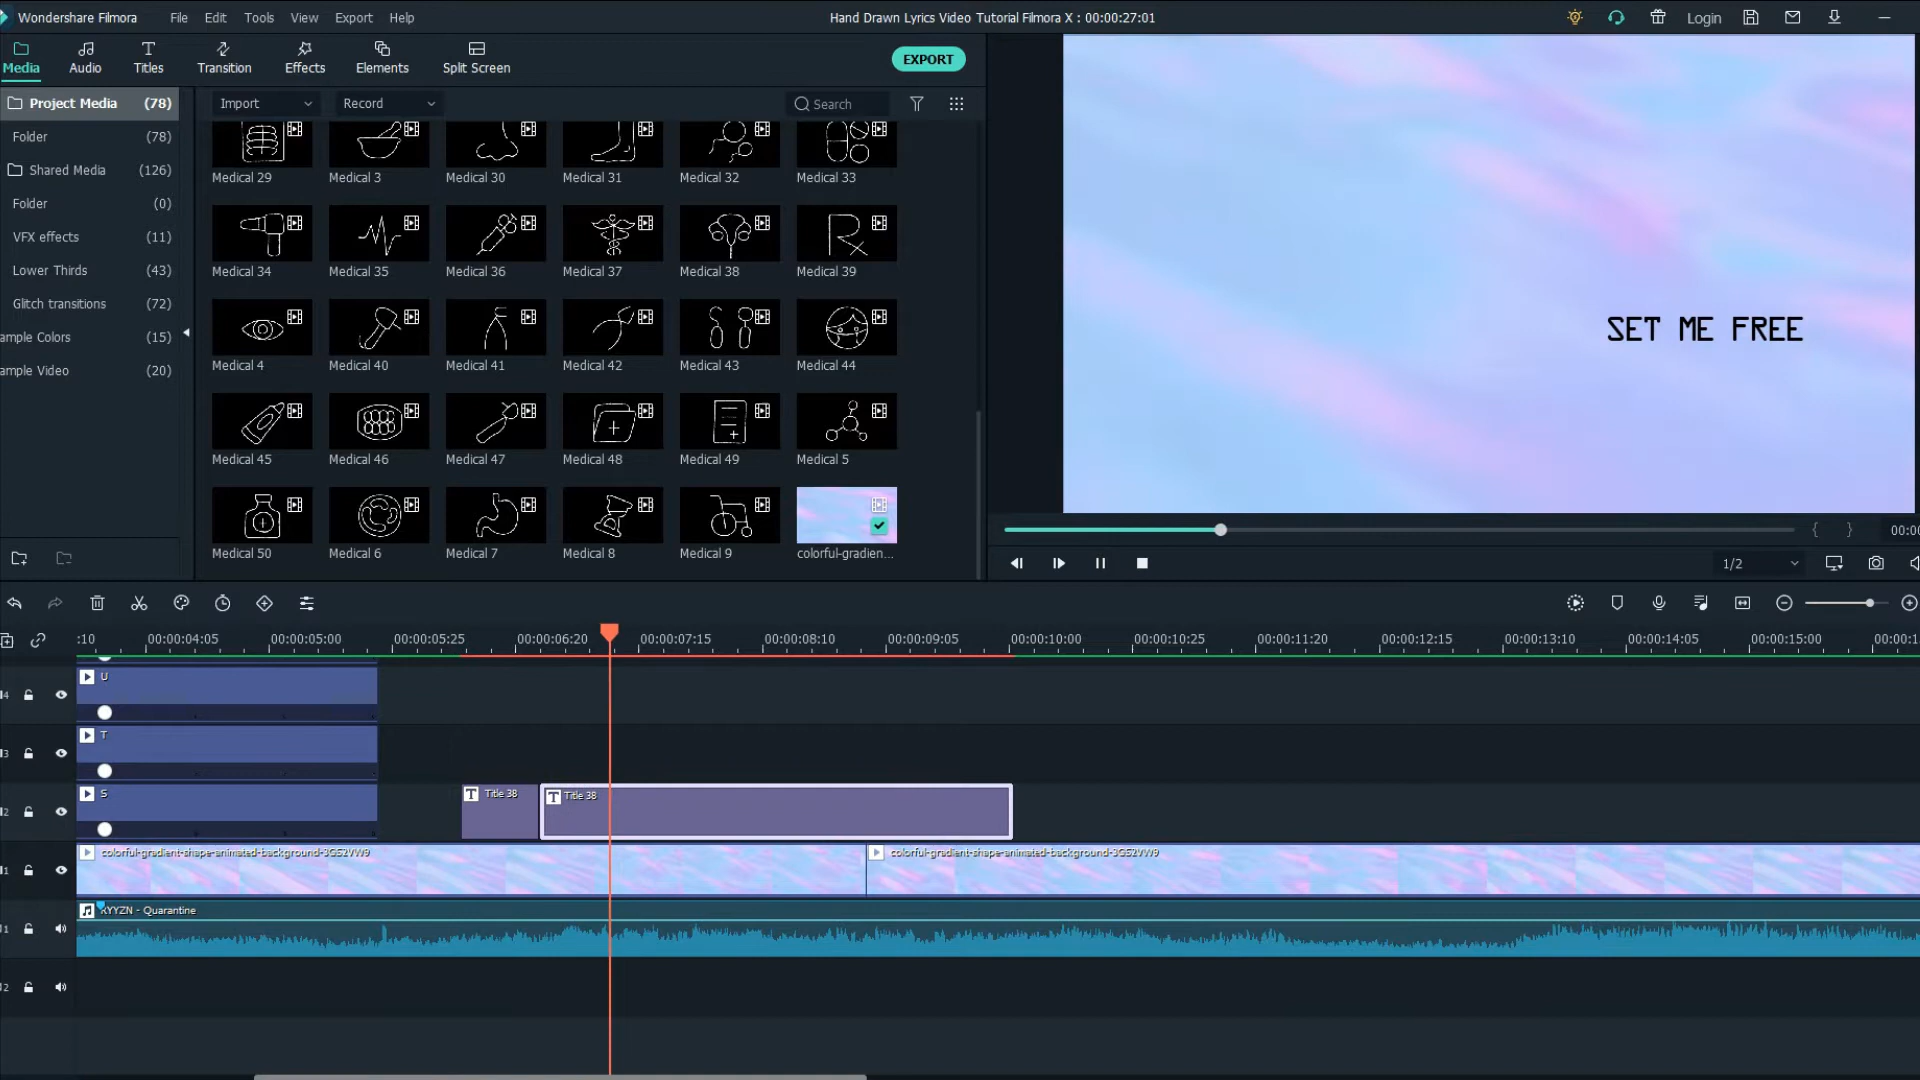 Wondershare Filmora File Edit Tools View Export Help Hand Drawn Lyrics Video Tutorial Filmora X : 00:00:27:01 Login
Media Audio Titles Transition Effects Elements Split Screen EXPORT
Project Media (78) Import Record Search
Folder (78)
Shared Media (126)
Folder (0)
VFX effects (11)
Lower Thirds (43)
Glitch transitions (72)
ample Colors (15)
ample Video (20)
Medical 29 Medical 3 Medical 30 Medical 31 Medical 32 Medical 33
Medical 34 Medical 35 Medical 36 Medical 37 Medical 38 Medical 39
Medical 4 Medical 40 Medical 41 Medical 42 Medical 43 Medical 44
Medical 45 Medical 46 Medical 47 Medical 48 Medical 49 Medical 5
Medical 50 Medical 6 Medical 7 Medical 8 Medical 9 colorful-gradien...
SET ME FREE
{ } 00:00
1/2
:10 00:00:04:05 00:00:05:00 00:00:05:25 00:00:06:20 00:00:07:15 00:00:08:10 00:00:09:05 00:00:10:00 00:00:10:25 00:00:11:20 00:00:12:15 00:00:13:10 00:00:14:05 00:00:15:00 00:00:1
4 U
3 T
2 S Title 38 Title 38
1 colorful-gradient-shape-animated-background-3GS2VW9 colorful-gradient-shape-animated-background-3GS2VW9
1 XYYZN - Quarantine
2